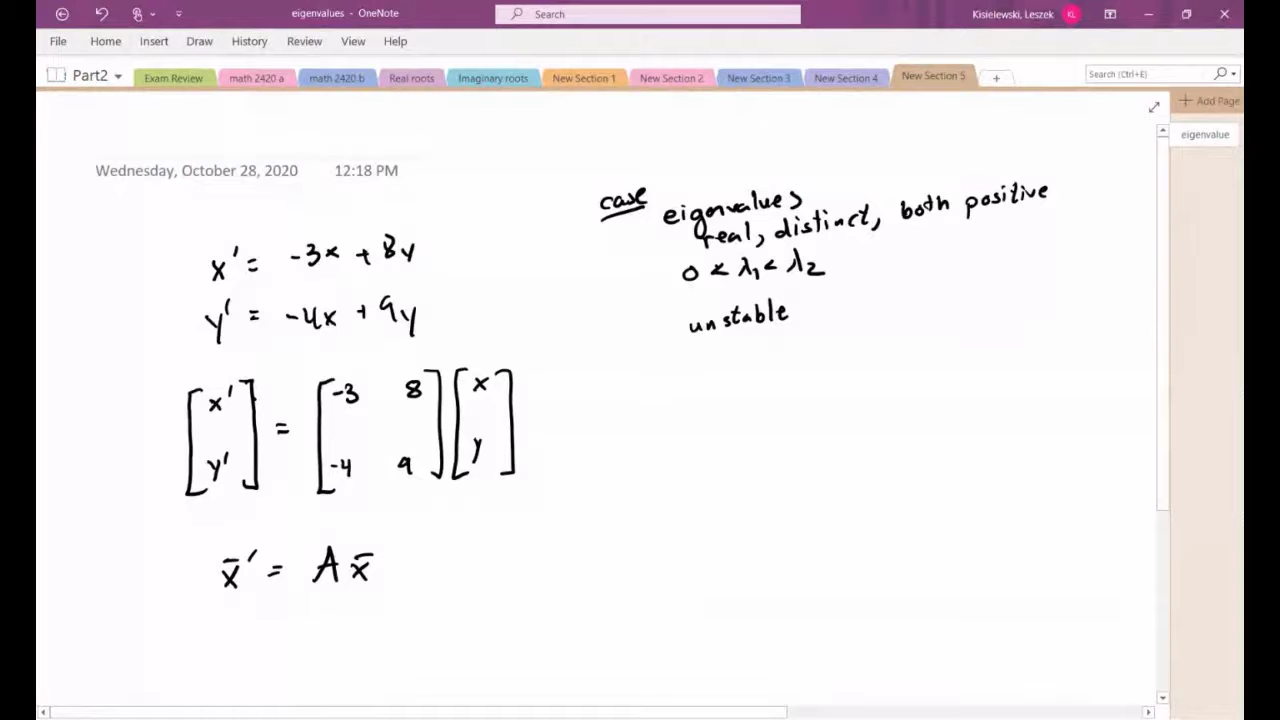 eigenvalues - OneNote
Search
Kisielewski, Leszek
KL
File Home Insert Draw History Review View Help
Part2
Exam Review math 2420 a math 2420 b Real roots Imaginary roots New Section 1 New Section 2 New Section 3 New Section 4 New Section 5 +
Search (Ctrl+E)
+ Add Page
eigenvalue
Wednesday, October 28, 2020 12:18 PM
case eigenvalues
real, distinct, both positive
0 < λ1 < λ2
unstable
x' = -3x + 8y
y' = -4x + 9y
[x'] = [-3 8] [x]
[y'] [-4 9] [y]
x̄' = A x̄